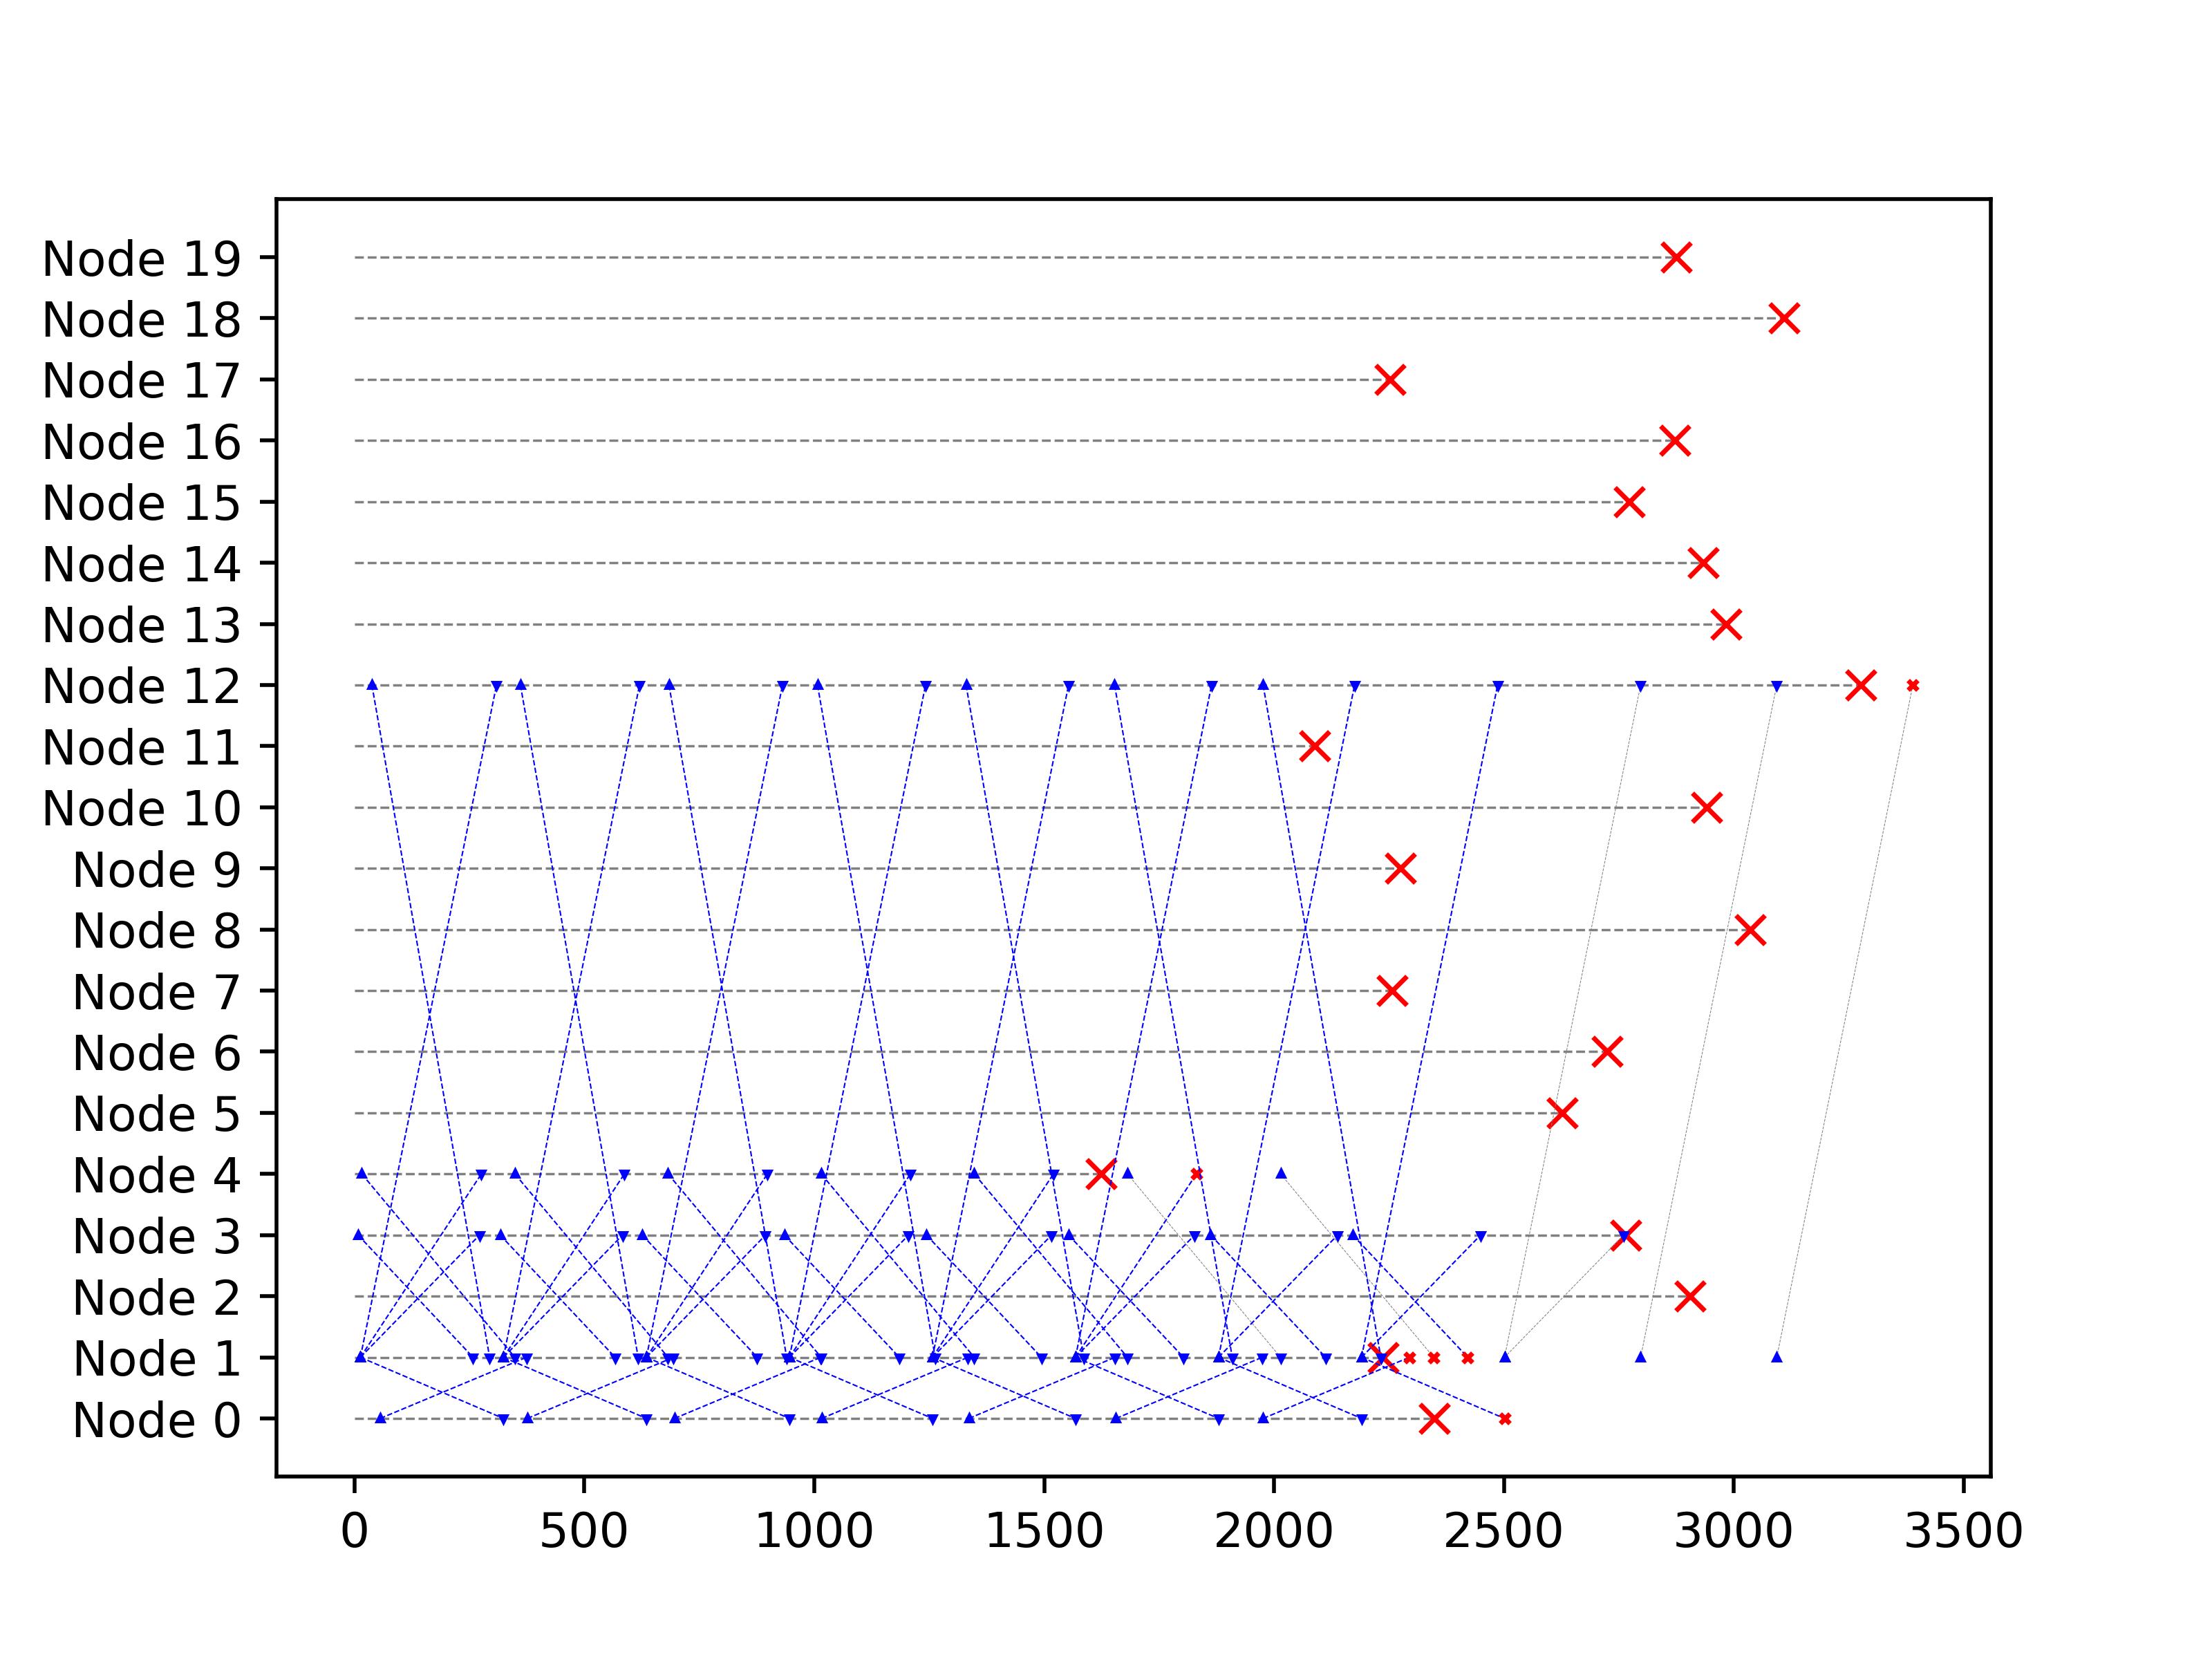 Node 19
Node 18
Node 17
Node 16
Node 15
Node 14
Node 13
Node 12
Node 11
Node 10
Node 9
Node 8
Node 7
Node 6
Node 5
Node 4
Node 3
Node 2
Node 1
Node 0
0 500 1000 1500 2000 2500 3000 3500